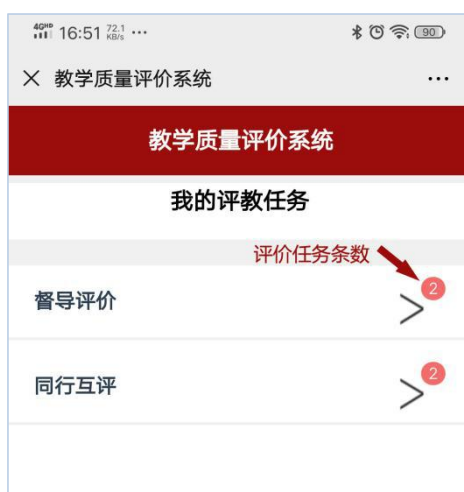 4GHD 16:51 72.1 KB/s ...
90
× 教学质量评价系统 ...
教学质量评价系统
我的评教任务
评价任务条数
督导评价 > 2
同行互评 > 2